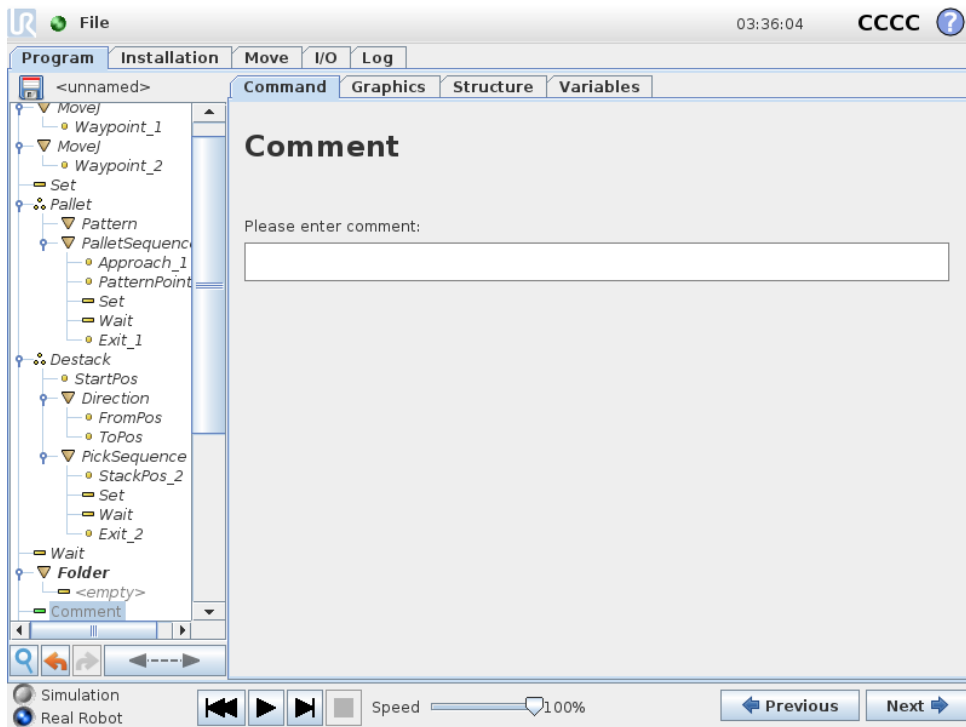 UR File 03:36:04 CCCC ?
Program Installation Move I/O Log
<unnamed>
Command Graphics Structure Variables
MoveJ
Waypoint_1
MoveJ
Waypoint_2
Set
Pallet
Pattern
PalletSequenc
Approach_1
PatternPoint
Set
Wait
Exit_1
Destack
StartPos
Direction
FromPos
ToPos
PickSequence
StackPos_2
Set
Wait
Exit_2
Wait
Folder
<empty>
Comment
Comment
Please enter comment:
Simulation
Real Robot
Speed 100%
Previous Next